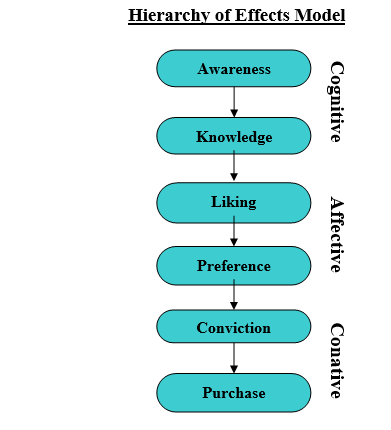 Hierarchy of Effects Model
Awareness
Knowledge
Cognitive
Liking
Preference
Affective
Conviction
Purchase
Conative